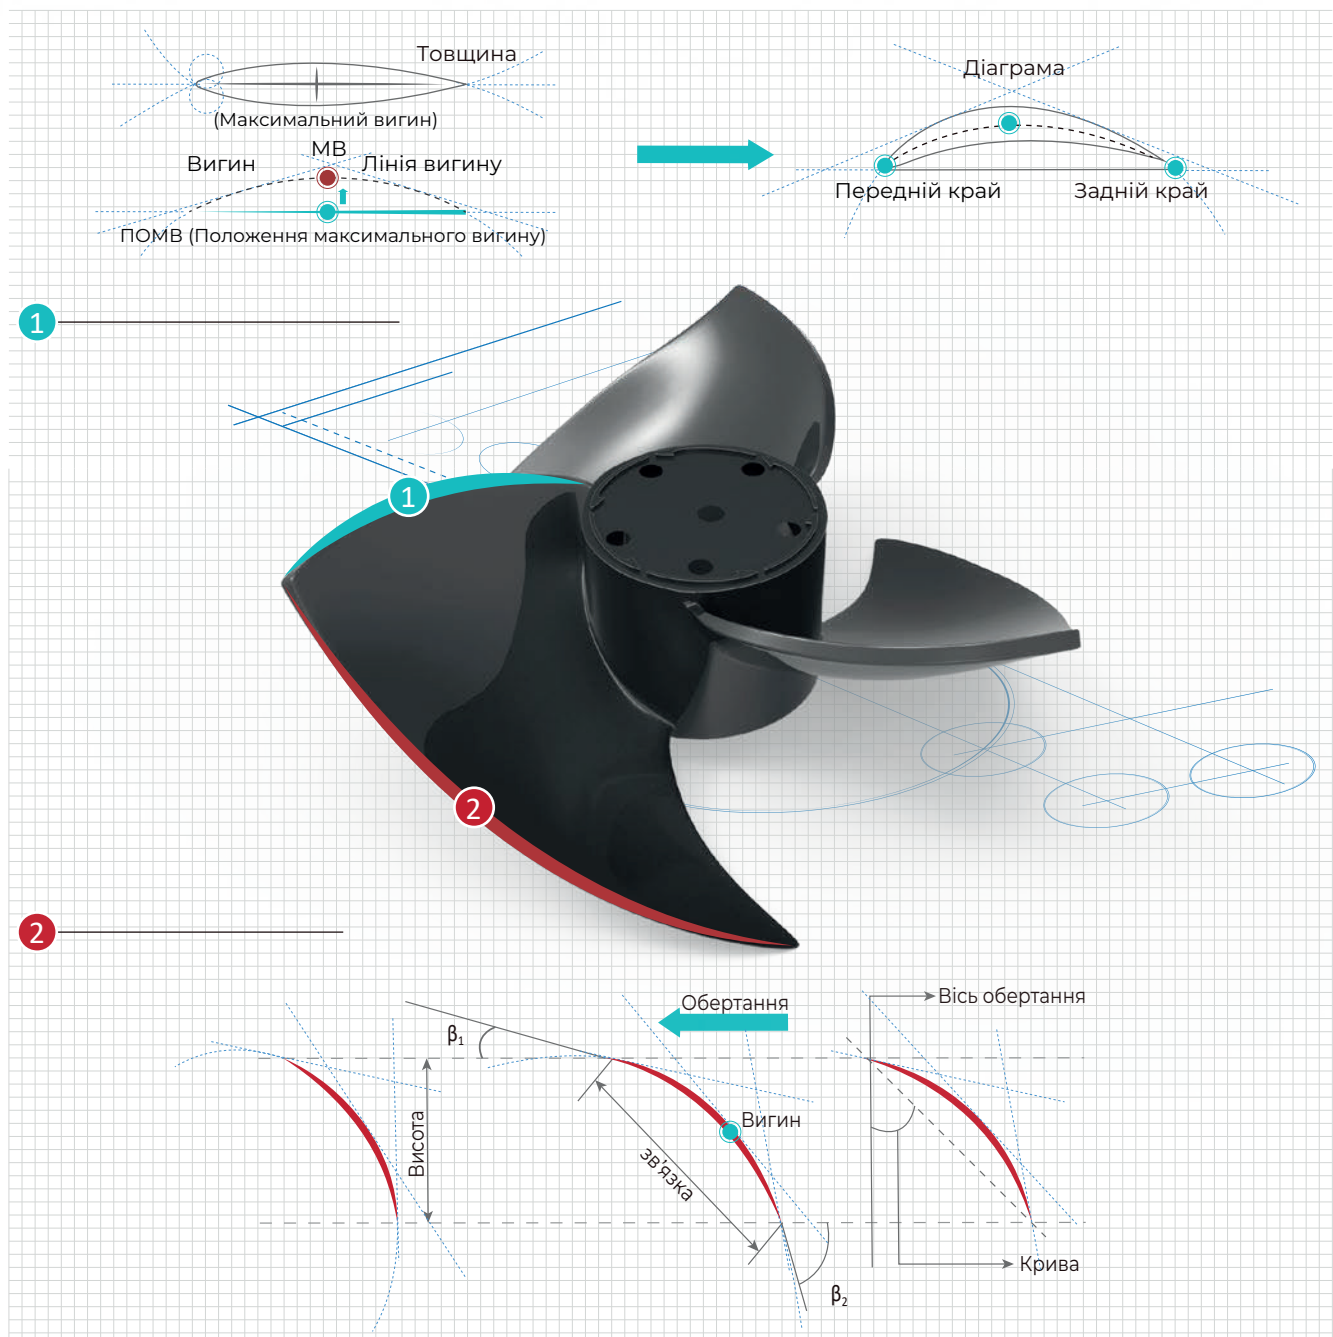 Товщина
(Максимальний вигин)
МВ
Вигин
Лінія вигину
ПОМВ (Положення максимального вигину)
Діаграма
Передній край
Задній край
1
1
2
2
Обертання
Вісь обертання
β1
Висота
Вигин
зв'язка
Крива
β2